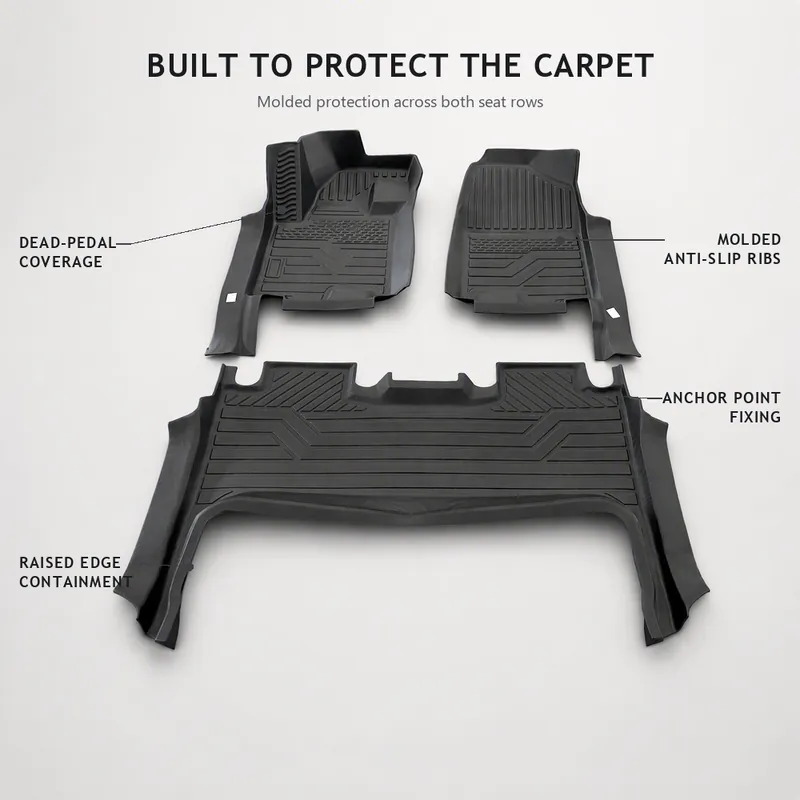 BUILT TO PROTECT THE CARPET
Molded protection across both seat rows
DEAD-PEDAL
COVERAGE
MOLDED
ANTI-SLIP RIBS
ANCHOR POINT
FIXING
RAISED EDGE
CONTAINMENT